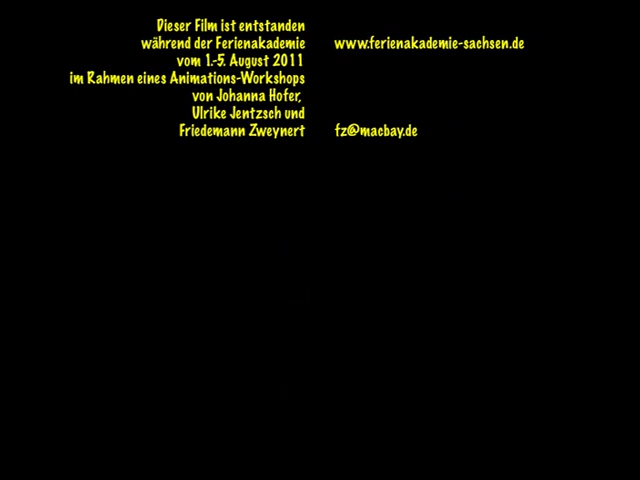 Dieser Film ist entstanden
während der Ferienakademie www.ferienakademie-sachsen.de
vom 1.-5. August 2011
im Rahmen eines Animations-Workshops
von Johanna Hofer,
Ulrike Jentzsch und
Friedemann Zweynert fz@macbay.de